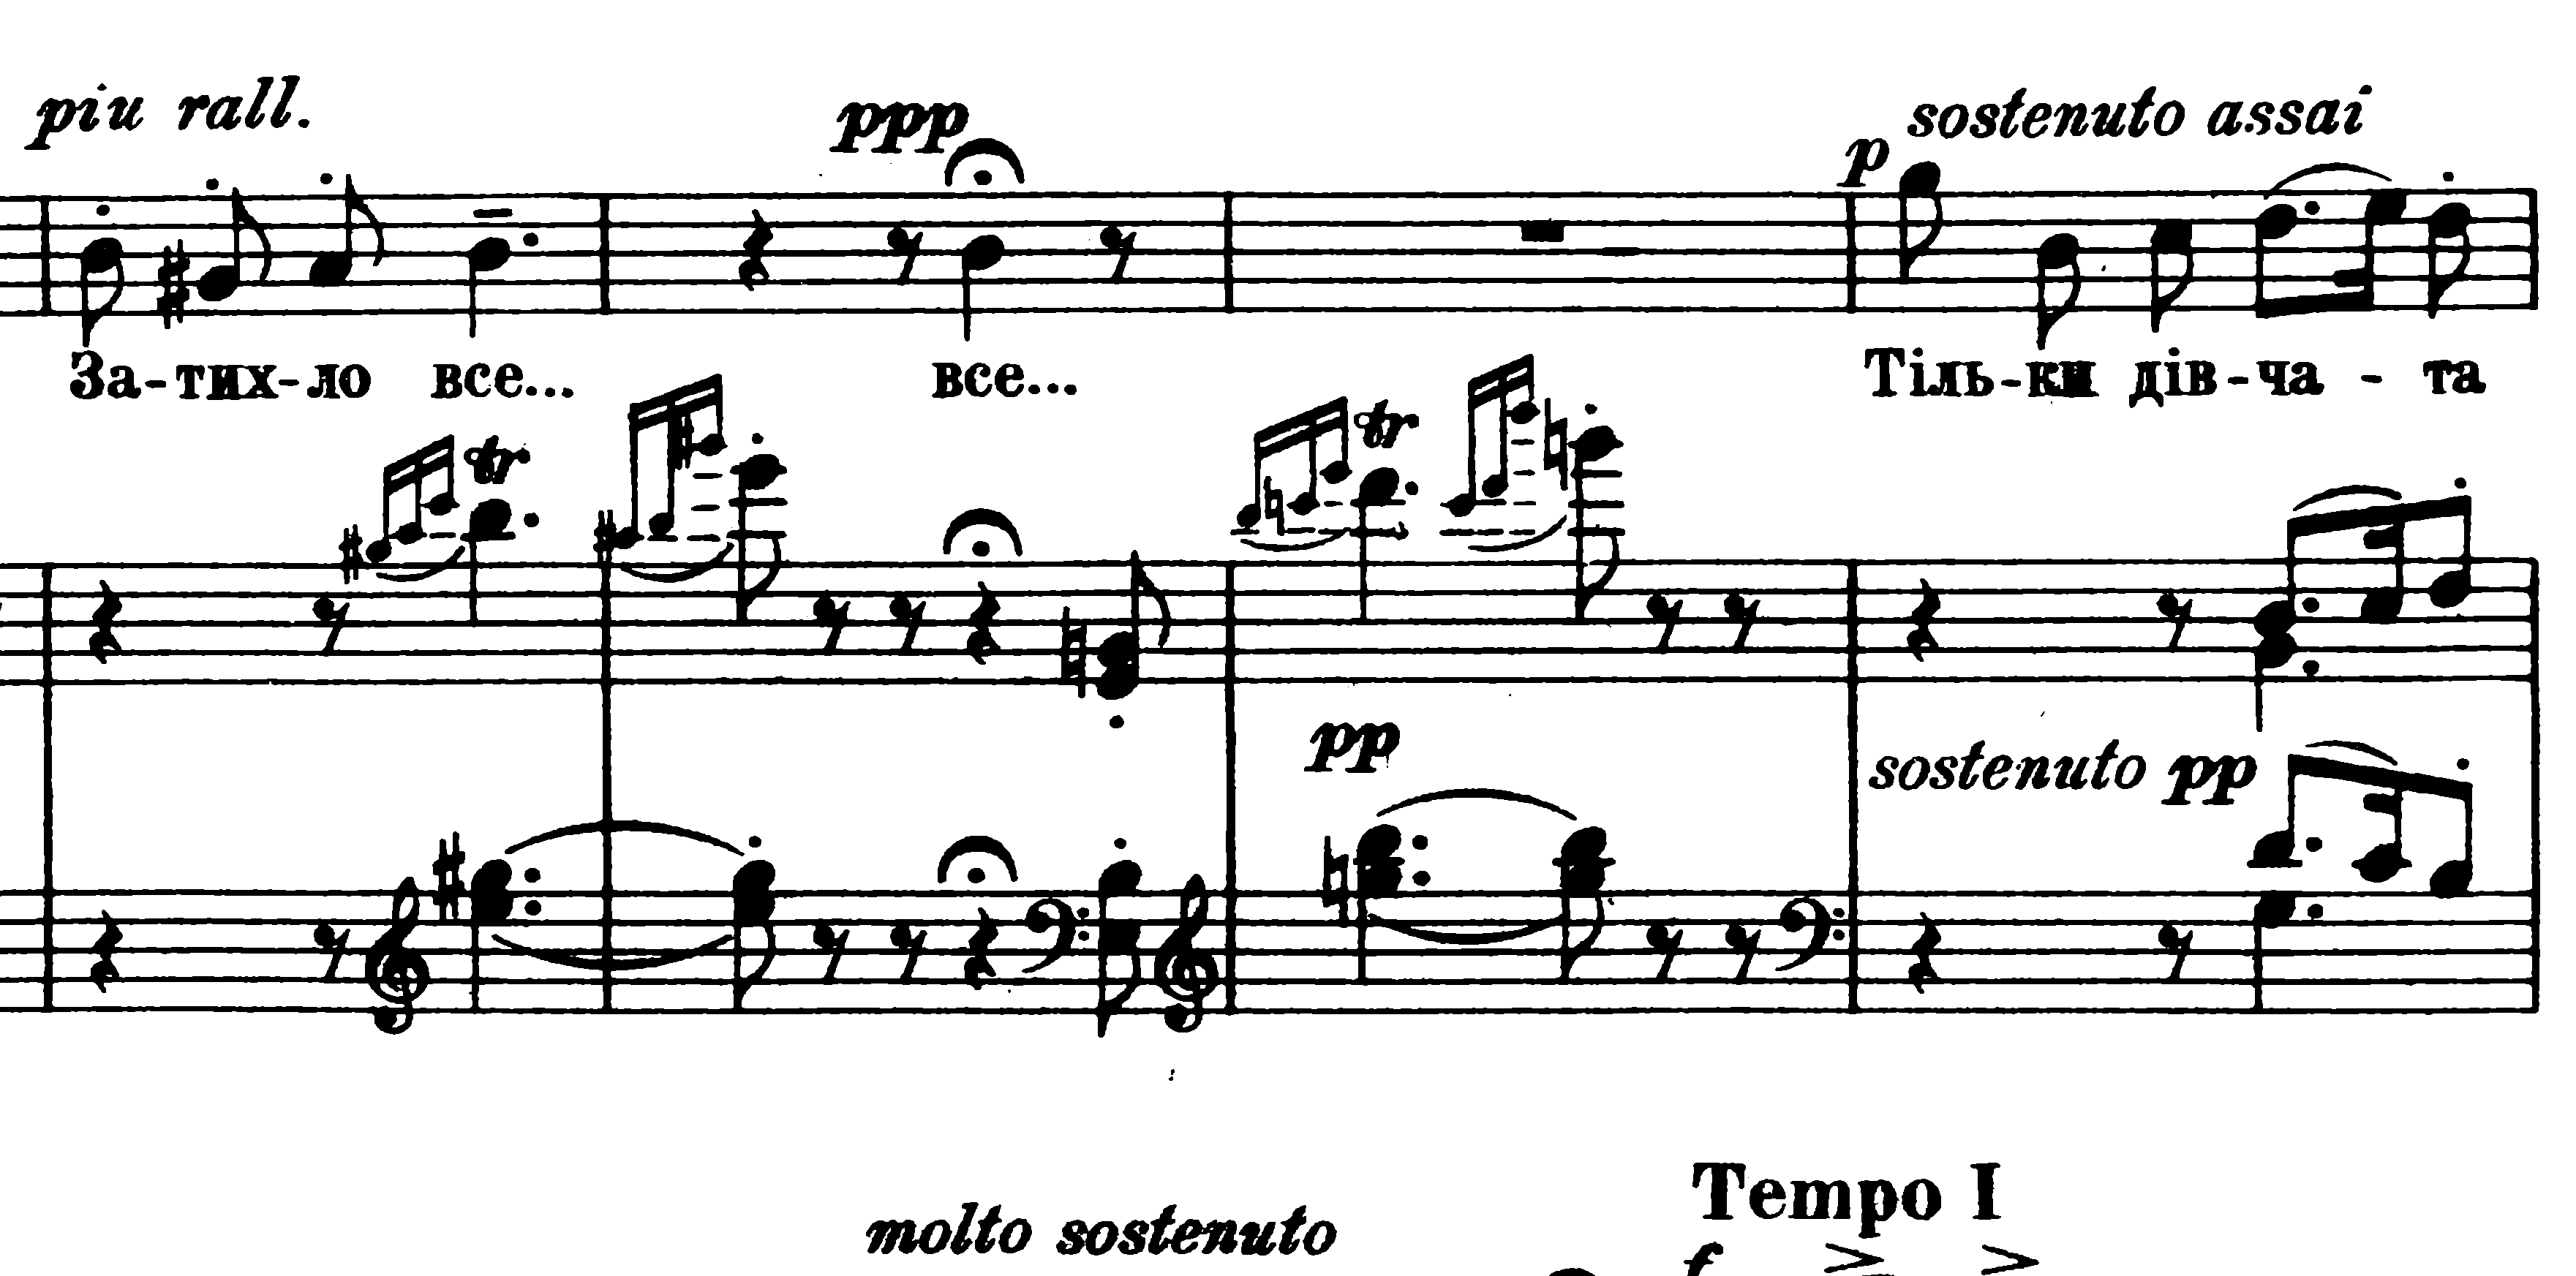 piu rall. ppp p sostenuto assai
За-тих-ло все... все... Тіль-ки дів-ча - та
tr tr
pp
sostenuto pp
molto sostenuto Tempo I
f